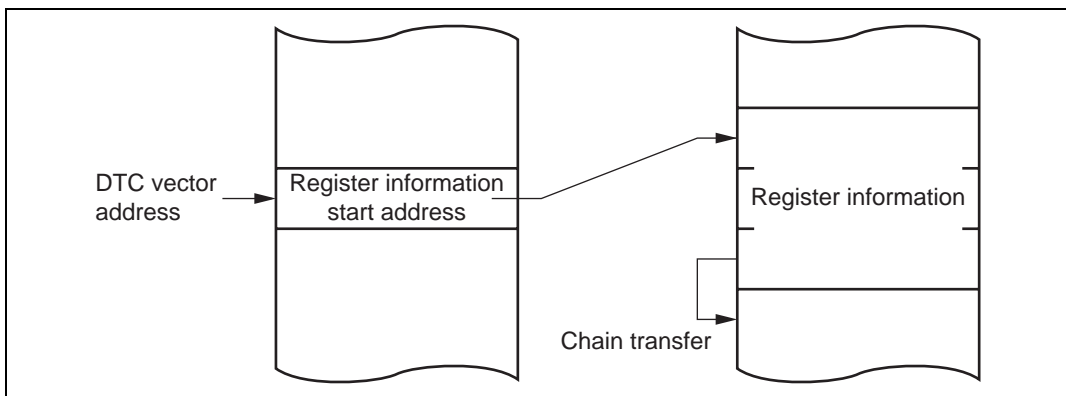 DTC vector
address
Register information
start address
Register information
Chain transfer